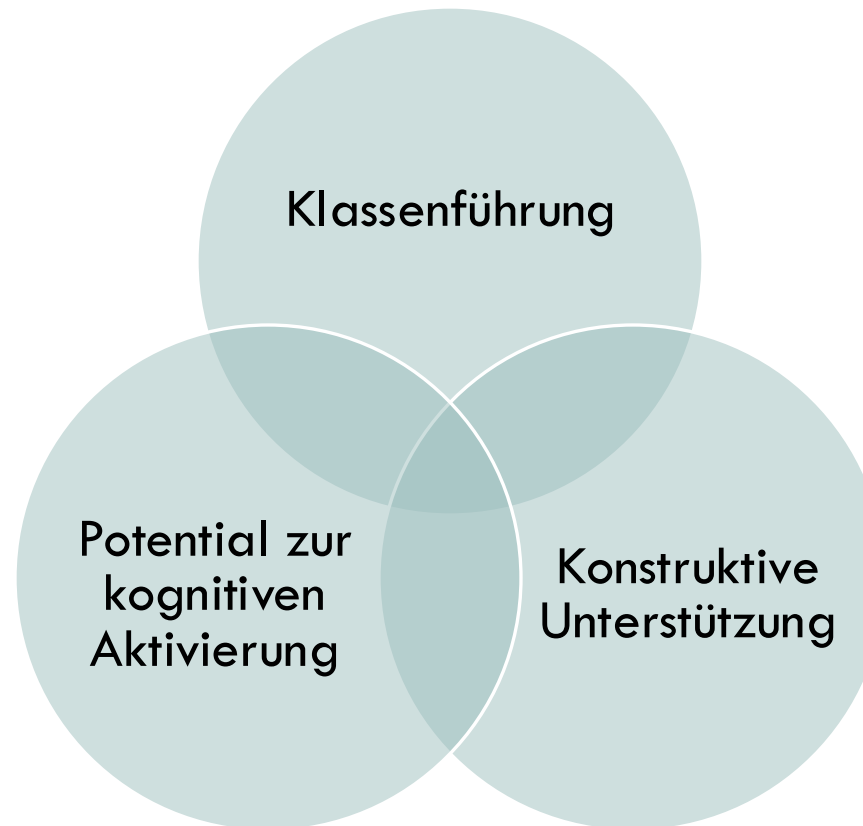 Klassenführung
Potential zur
kognitiven
Aktivierung
Konstruktive
Unterstützung